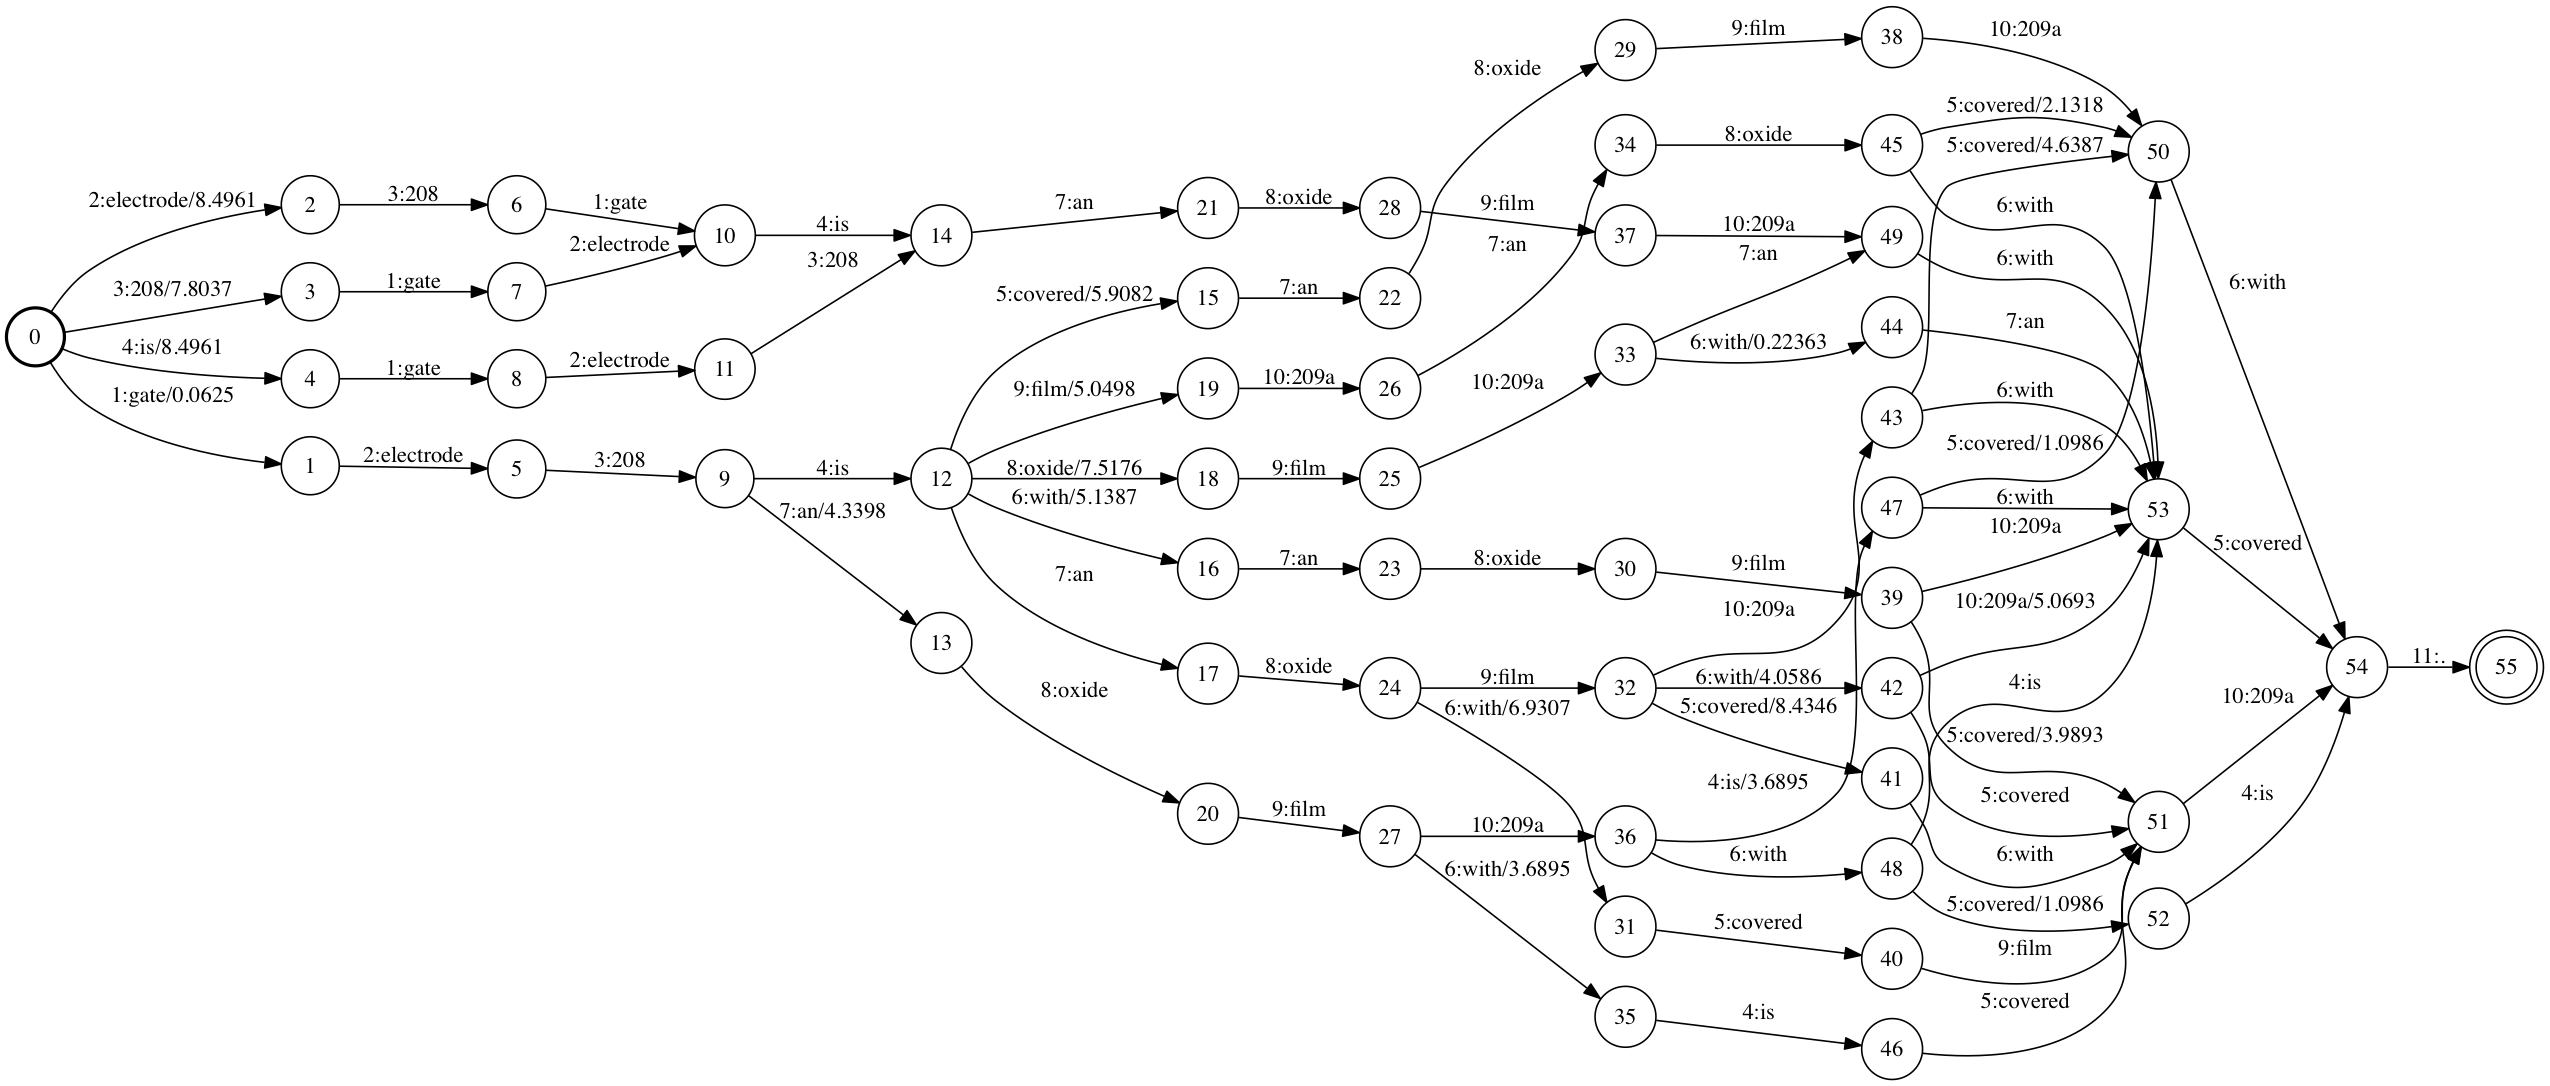 29
9:film
38
10:209a
8:oxide
5:covered/2.1318
34
8:oxide
45
5:covered/4.6387
50
2:electrode/8.4961
2
3:208
6
1:gate
10
4:is
14
7:an
21
8:oxide
28
9:film
37
10:209a
49
6:with
2:electrode
3:208
7:an
7:an
6:with
3:208/7.8037
3
1:gate
7
5:covered/5.9082
15
7:an
22
6:with
0
4:is/8.4961
4
1:gate
8
2:electrode
11
33
6:with/0.22363
44
7:an
1:gate/0.0625
9:film/5.0498
19
10:209a
26
10:209a
43
6:with
1
2:electrode
5
3:208
9
4:is
12
8:oxide/7.5176
18
9:film
25
5:covered/1.0986
7:an/4.3398
6:with/5.1387
47
6:with
53
10:209a
5:covered
16
7:an
23
8:oxide
30
9:film
39
7:an
10:209a
10:209a/5.0693
13
17
8:oxide
24
9:film
32
6:with/4.0586
42
4:is
54
11:.
55
8:oxide
6:with/6.9307
5:covered/8.4346
5:covered/3.9893
10:209a
20
9:film
27
10:209a
36
4:is/3.6895
41
5:covered
51
4:is
6:with/3.6895
6:with
48
6:with
5:covered/1.0986
52
31
5:covered
40
9:film
35
4:is
46
5:covered